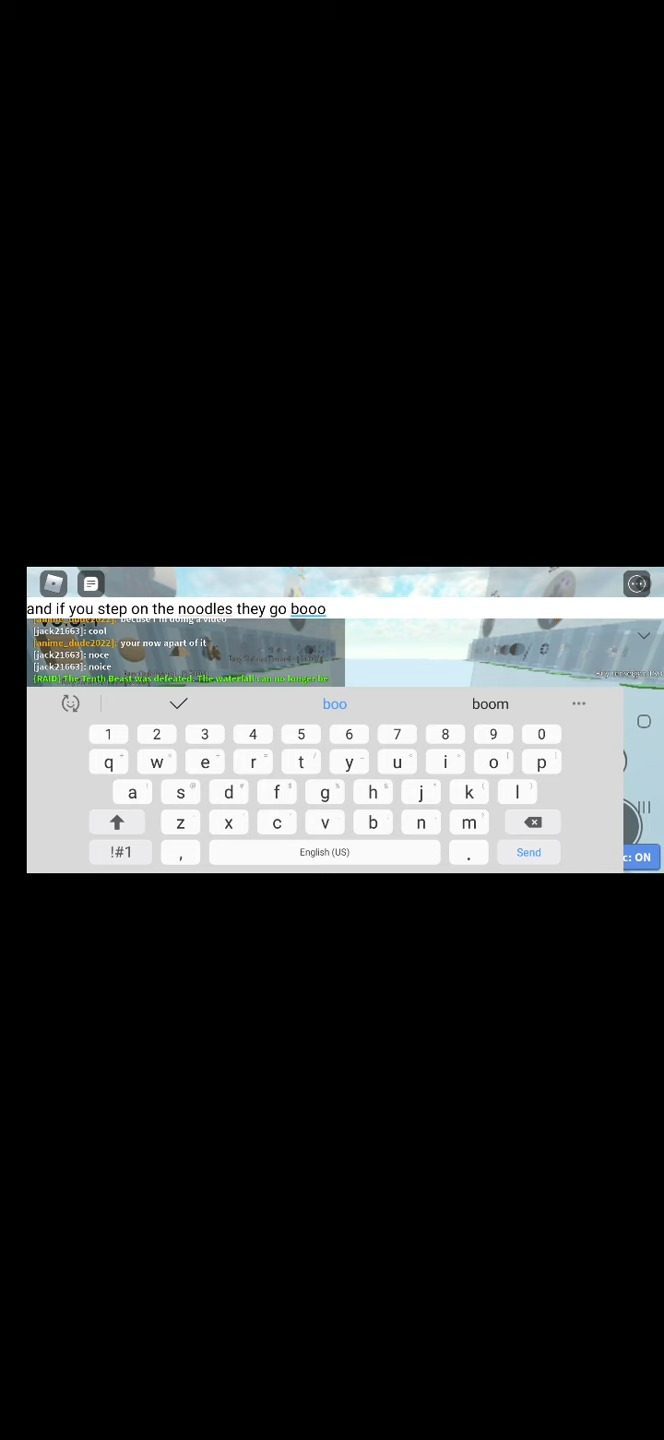 and if you step on the noodles they go booo
[anime_dude2022]: becuse i'm doing a video
[jack21663]: cool
[anime_dude2022]: your now apart of it
[jack21663]: noce
[jack21663]: noice
[RAID] The Tenth Beast was defeated. The waterfall can no longer be
boo boom
1 2 3 4 5 6 7 8 9 0
q w e r t y u i o p
a s d f g h j k l
z x c v b n m
!#1 , English (US) . Send
c: ON